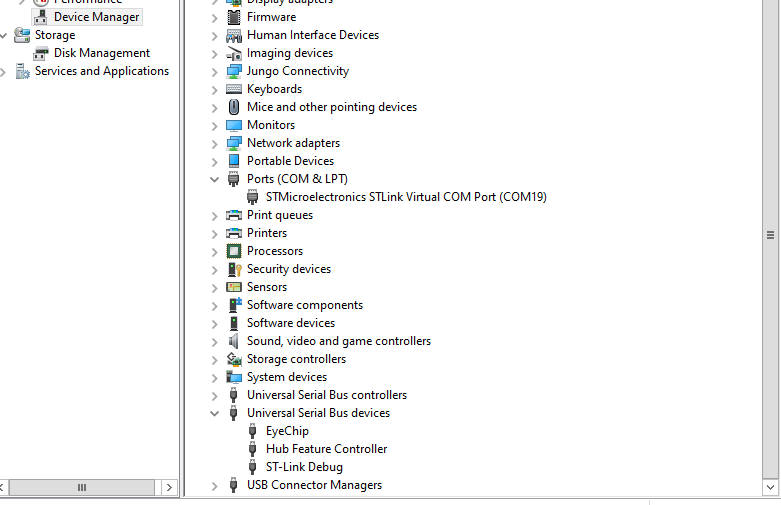 Performance
Device Manager
Storage
Disk Management
Services and Applications
Display adapters
Firmware
Human Interface Devices
Imaging devices
Jungo Connectivity
Keyboards
Mice and other pointing devices
Monitors
Network adapters
Portable Devices
Ports (COM & LPT)
STMicroelectronics STLink Virtual COM Port (COM19)
Print queues
Printers
Processors
Security devices
Sensors
Software components
Software devices
Sound, video and game controllers
Storage controllers
System devices
Universal Serial Bus controllers
Universal Serial Bus devices
EyeChip
Hub Feature Controller
ST-Link Debug
USB Connector Managers